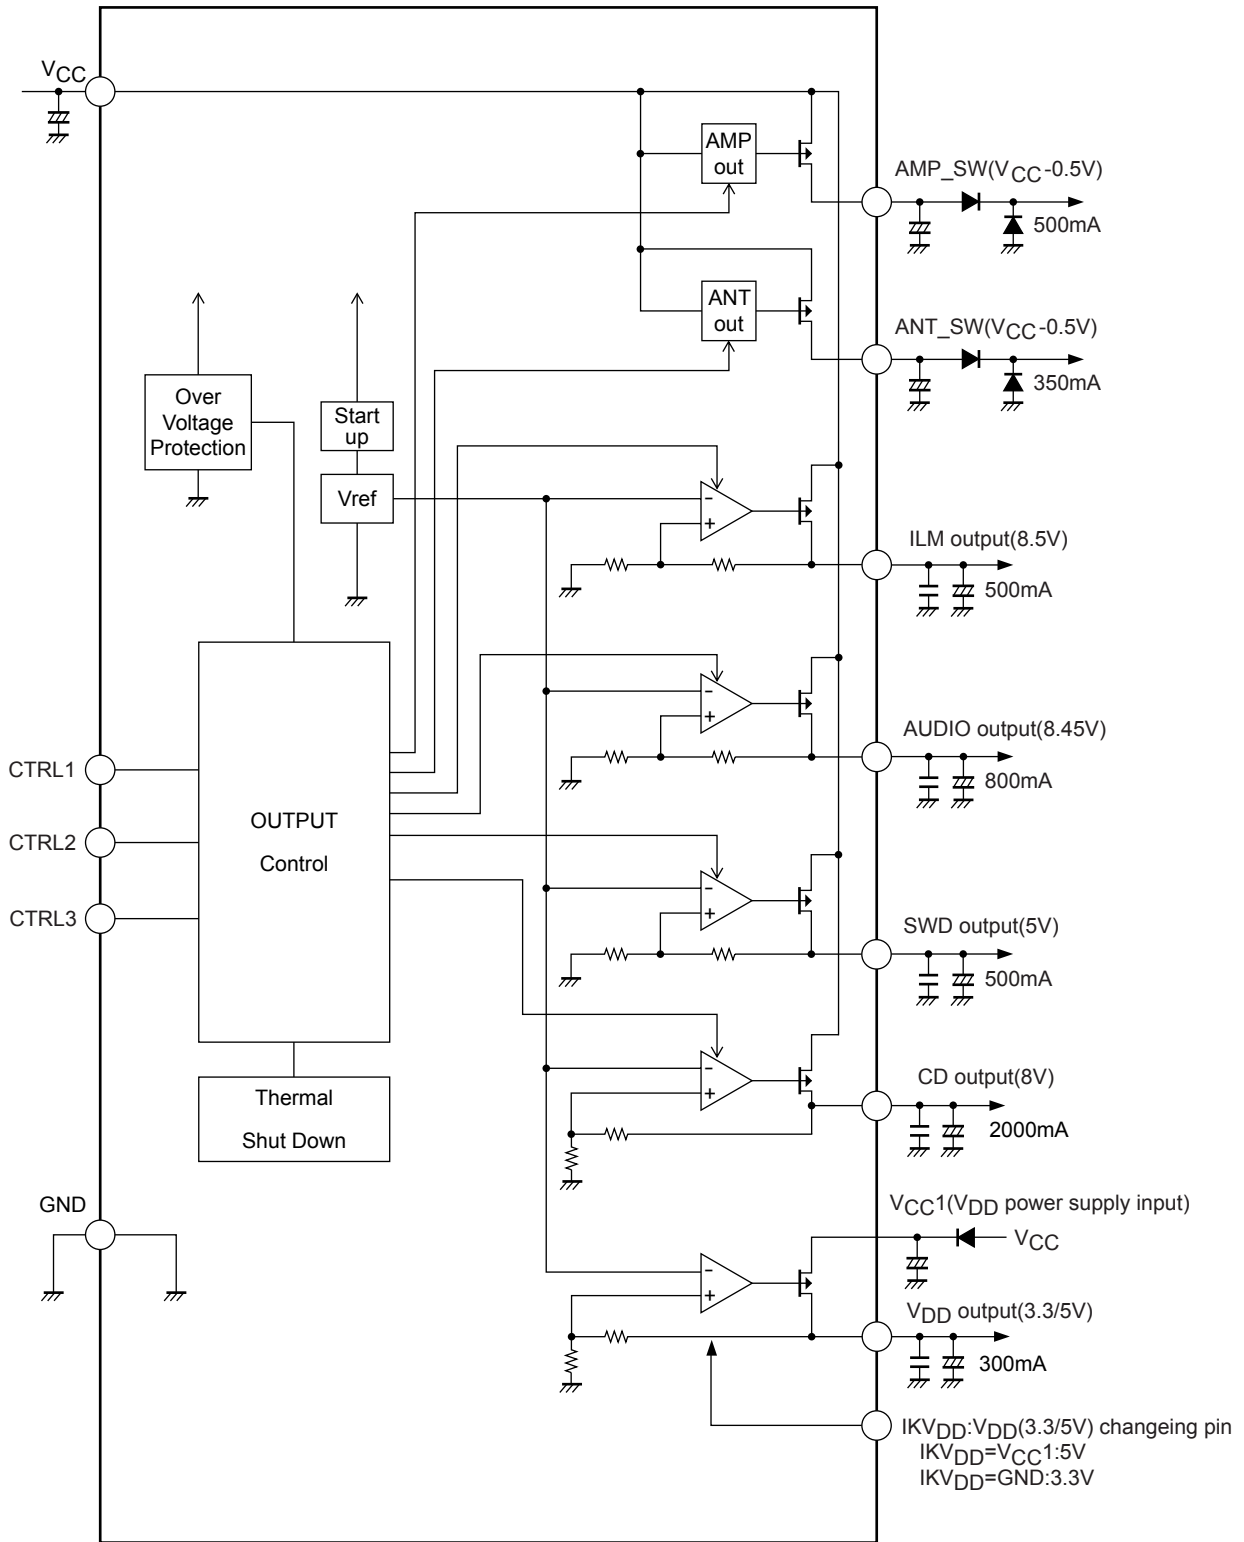 VCC
AMP
out
AMP_SW(VCC-0.5V)
500mA
ANT
out
ANT_SW(VCC-0.5V)
350mA
Over
Voltage
Protection
Start
up
Vref
−
+
ILM output(8.5V)
500mA
−
+
AUDIO output(8.45V)
800mA
CTRL1
CTRL2
CTRL3
OUTPUT
Control
−
+
SWD output(5V)
500mA
Thermal
Shut Down
−
+
CD output(8V)
2000mA
GND
VCC1(VDD power supply input)
VCC
−
+
VDD output(3.3/5V)
300mA
IKVDD:VDD(3.3/5V) changeing pin
IKVDD=VCC1:5V
IKVDD=GND:3.3V